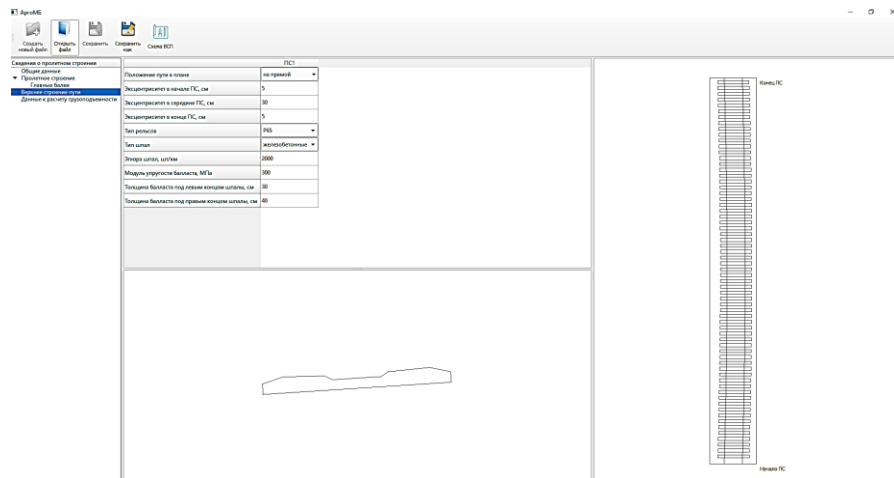 АproМБ
Создать новый файл
Открыть файл
Сохранить
Сохранить как
Схема ВСП
Сведения о пролетном строении
Общие данные
Пролетное строение
Главные балки
Верхнее строение пути
Данные к расчету грузоподъемности
ПС1
Положение пути в плане на прямой
Эксцентриситет в начале ПС, см 5
Эксцентриситет в середине ПС, см 30
Эксцентриситет в конце ПС, см 5
Тип рельсов Р65
Тип шпал железобетонные
Эпюра шпал, шт/км 2000
Модуль упругости балласта, МПа 300
Толщина балласта под левым концом шпалы, см 30
Толщина балласта под правым концом шпалы, см 40
Конец ПС
Начало ПС